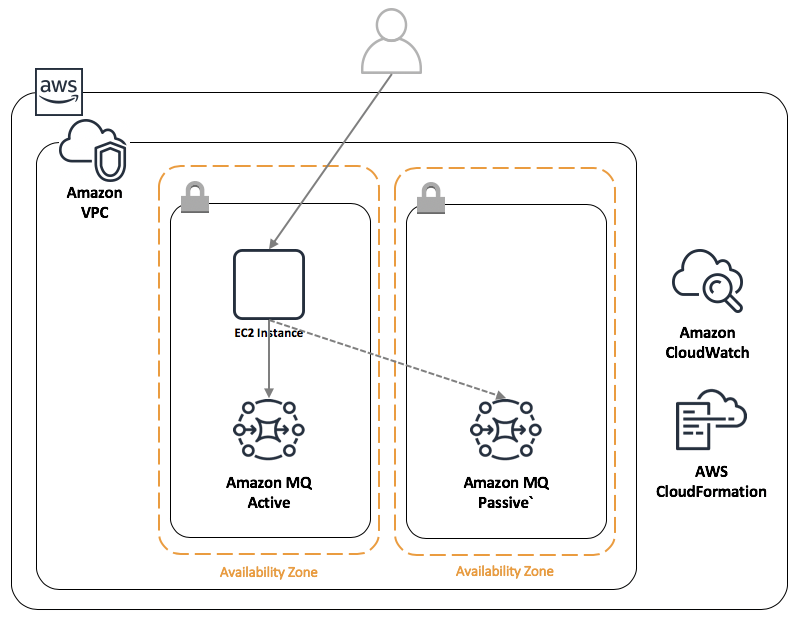 aws
Amazon
VPC
EC2 Instance
Amazon MQ
Active
Amazon MQ
Passive`
Availability Zone
Availability Zone
Amazon
CloudWatch
AWS
CloudFormation